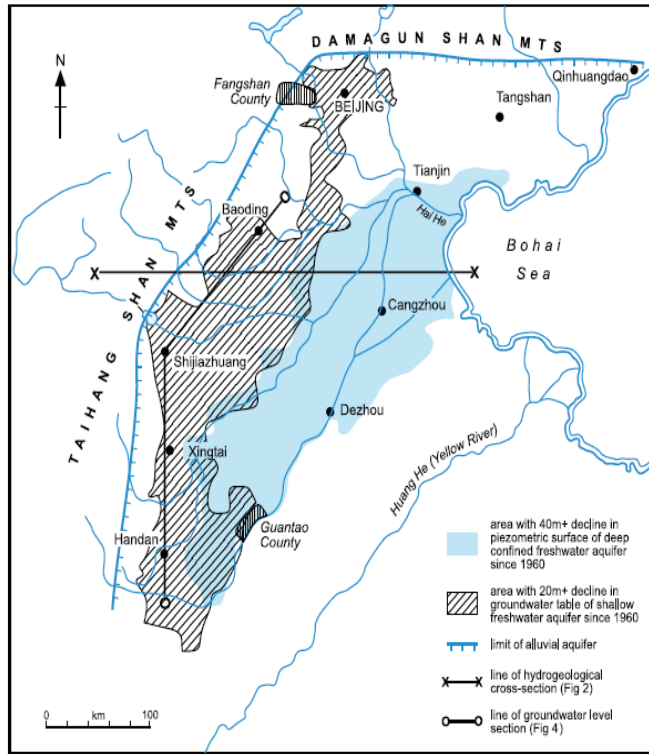 DAMAGUN SHAN MTS
N
Qinhuangdao
Fangshan
County
BEIJING
Tangshan
Tianjin
Hai He
Baoding
Bohai
Sea
TAIHANG SHAN MTS
X
X
Cangzhou
Shijiazhuang
Dezhou
Xingtai
Huang He (Yellow River)
Guantao
County
Handan
area with 40m+ decline in
piezometric surface of deep
confined freshwater aquifer
since 1960
area with 20m+ decline in
groundwater table of shallow
freshwater aquifer since 1960
limit of alluvial aquifer
X X
line of hydrogeological
cross-section (Fig 2)
line of groundwater level
section (Fig 4)
0 km 100